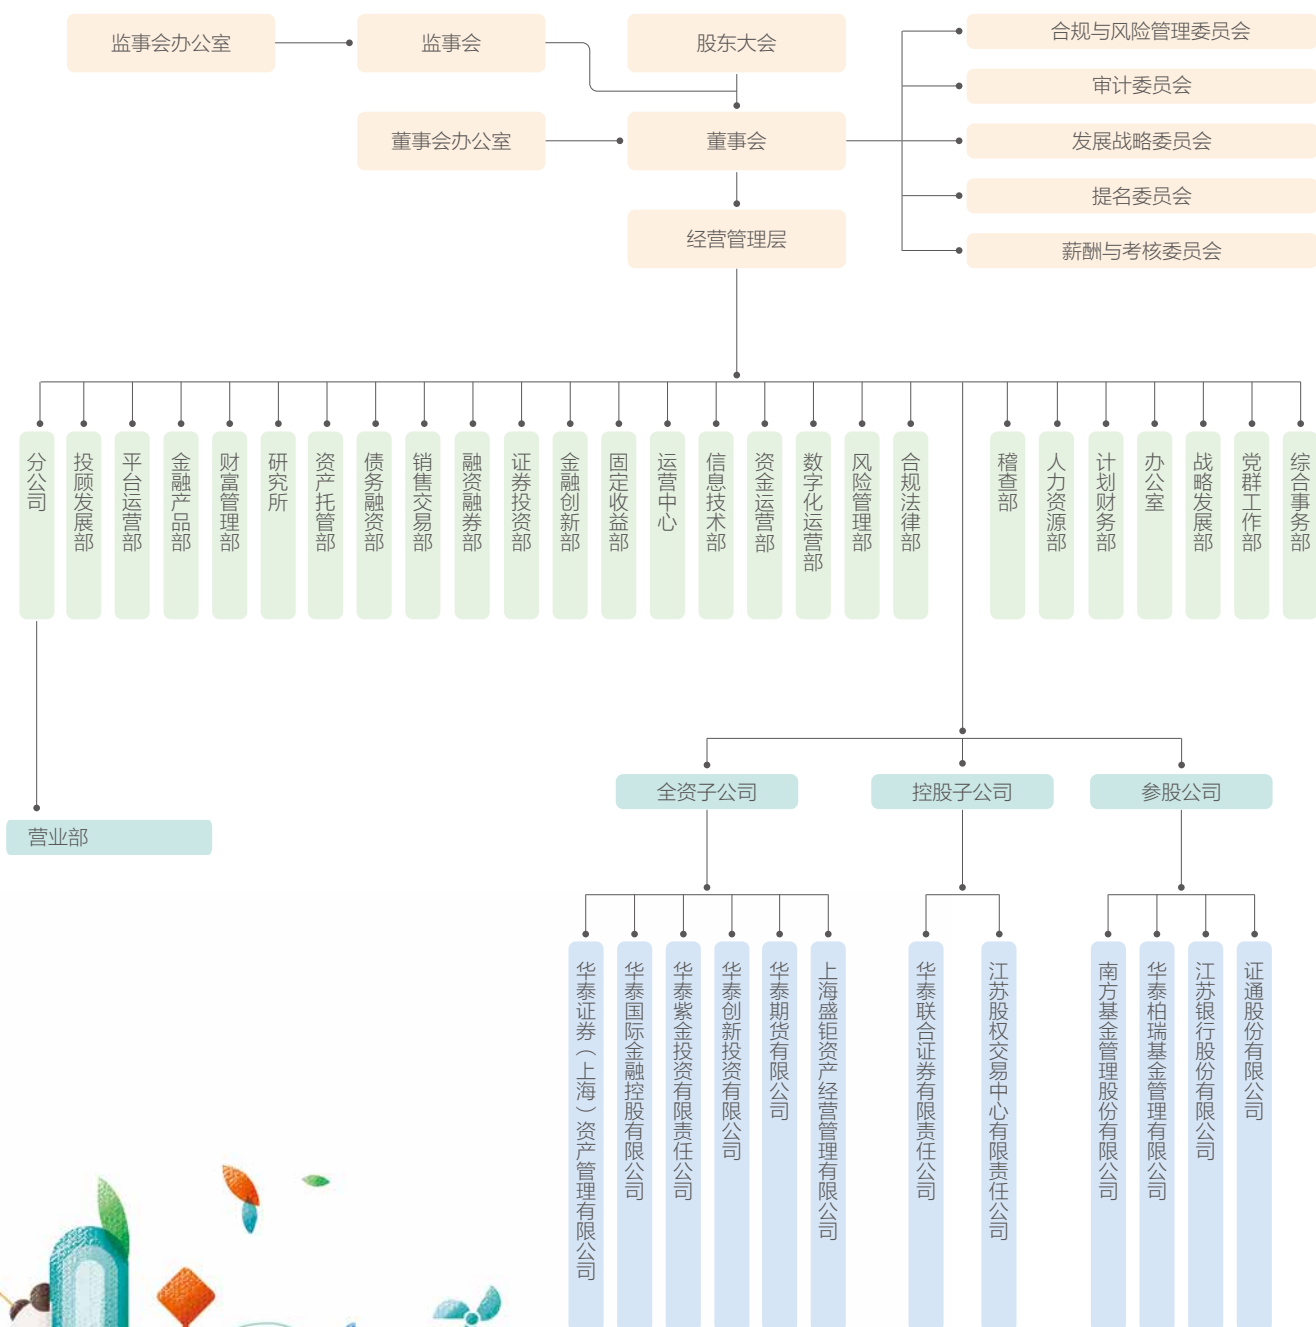 监事会办公室
监事会
股东大会
合规与风险管理委员会
审计委员会
董事会办公室
董事会
发展战略委员会
提名委员会
经营管理层
薪酬与考核委员会
分公司
投顾发展部
平台运营部
金融产品部
财富管理部
研究所
资产托管部
债务融资部
销售交易部
融资融券部
证券投资部
金融创新部
固定收益部
运营中心
信息技术部
资金运营部
数字化运营部
风险管理部
合规法律部
稽查部
人力资源部
计划财务部
办公室
战略发展部
党群工作部
综合事务部
全资子公司
控股子公司
参股公司
营业部
华泰证券（上海）资产管理有限公司
华泰国际金融控股有限公司
华泰紫金投资有限责任公司
华泰创新投资有限公司
华泰期货有限公司
上海盛钜资产经营管理有限公司
华泰联合证券有限责任公司
江苏股权交易中心有限责任公司
南方基金管理股份有限公司
华泰柏瑞基金管理有限公司
江苏银行股份有限公司
证通股份有限公司